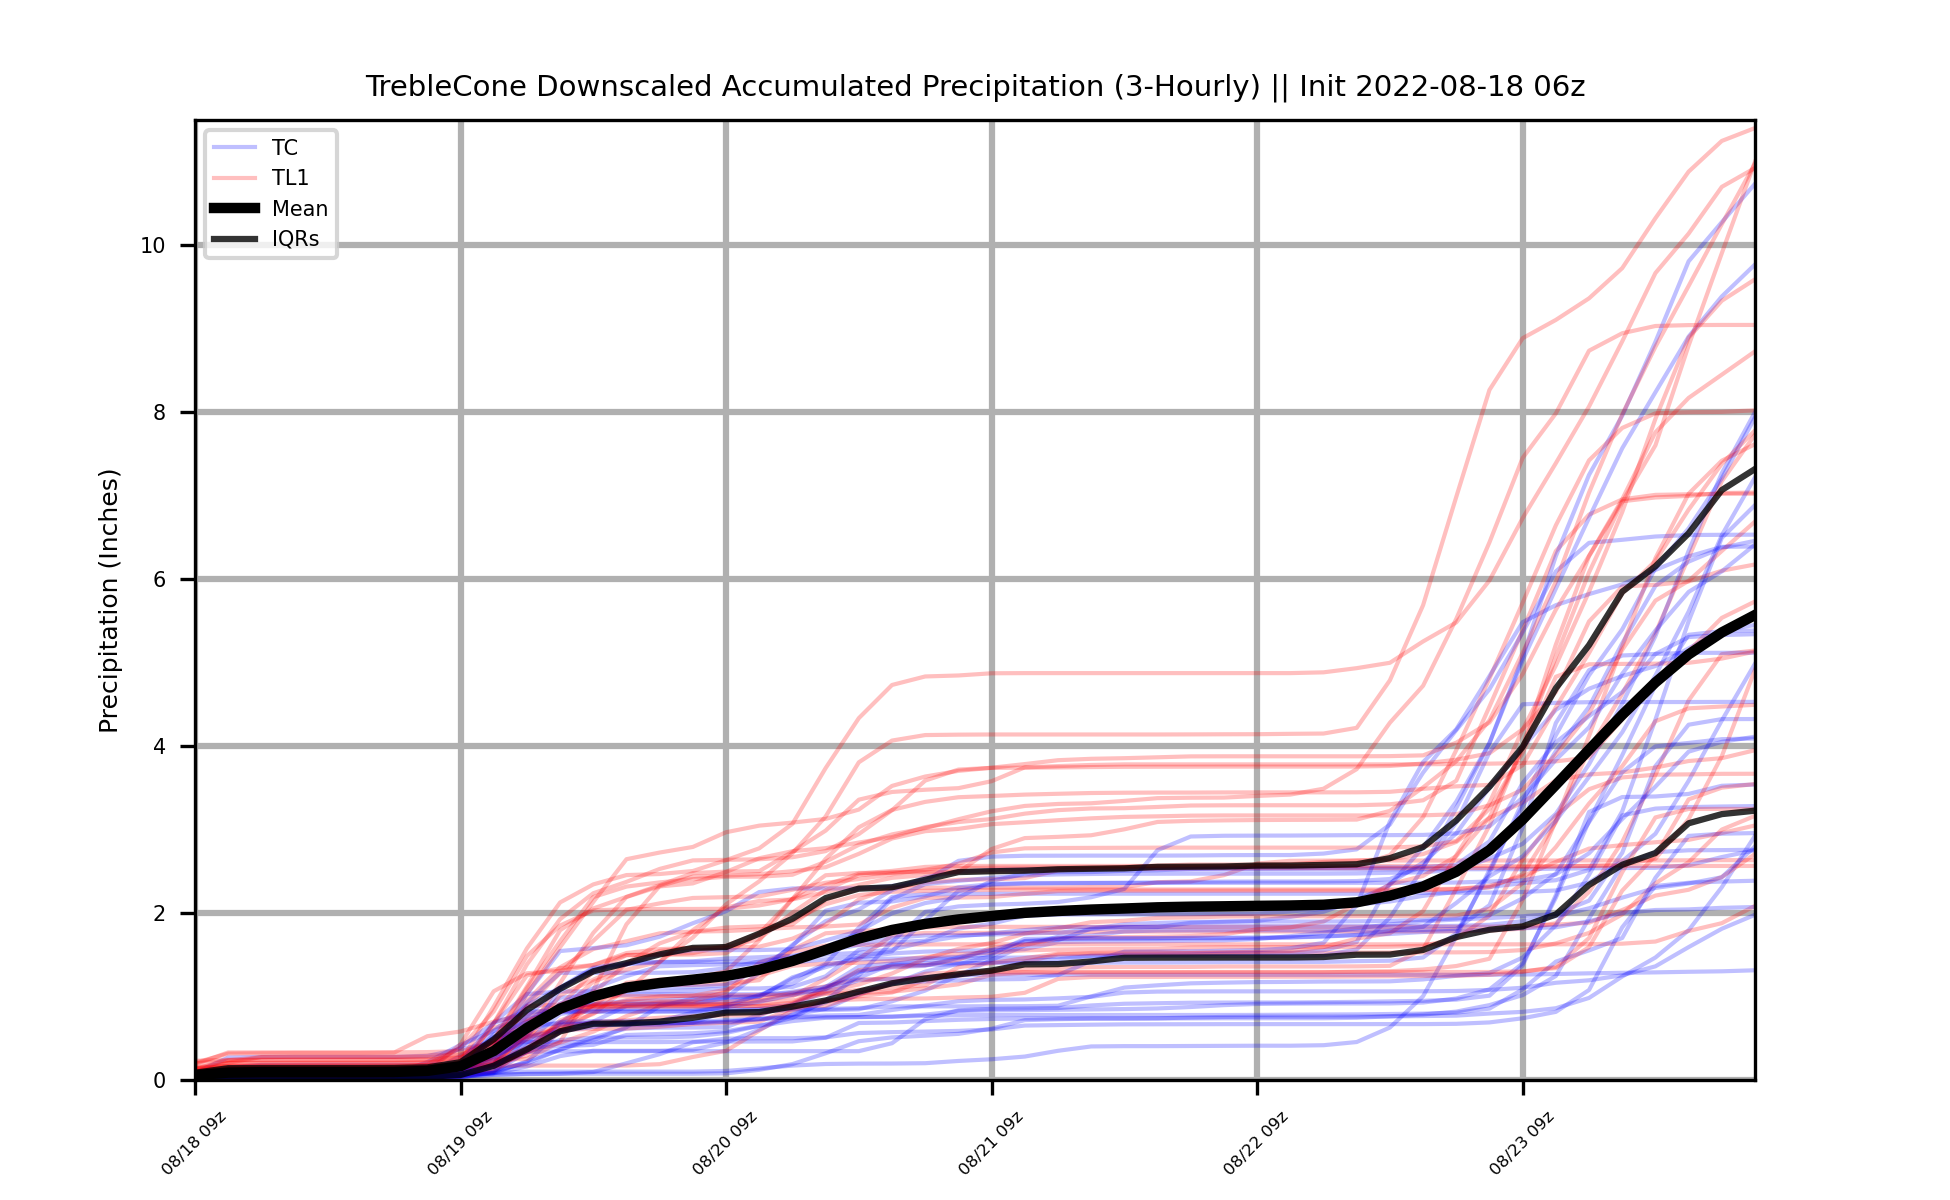 TrebleCone Downscaled Accumulated Precipitation (3-Hourly) || Init 2022-08-18 06z
TC
TL1
Mean
IQRs
Precipitation (Inches)
10
8
6
4
2
0
08/18 09z
08/19 09z
08/20 09z
08/21 09z
08/22 09z
08/23 09z